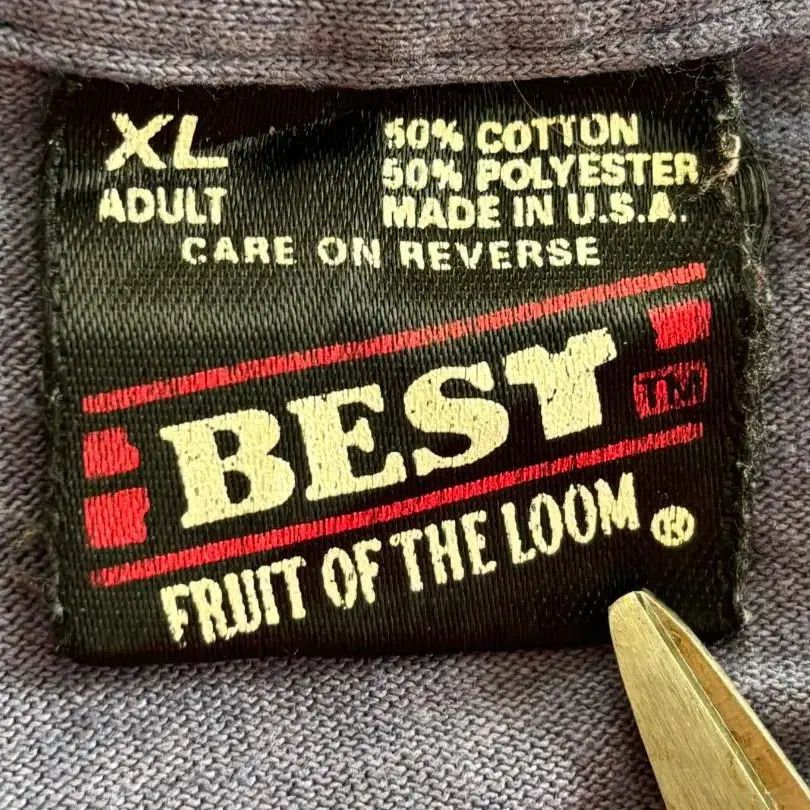 XL
ADULT
50% COTTON
50% POLYESTER
MADE IN U.S.A.
CARE ON REVERSE
BEST
TM
FRUIT OF THE LOOM ®